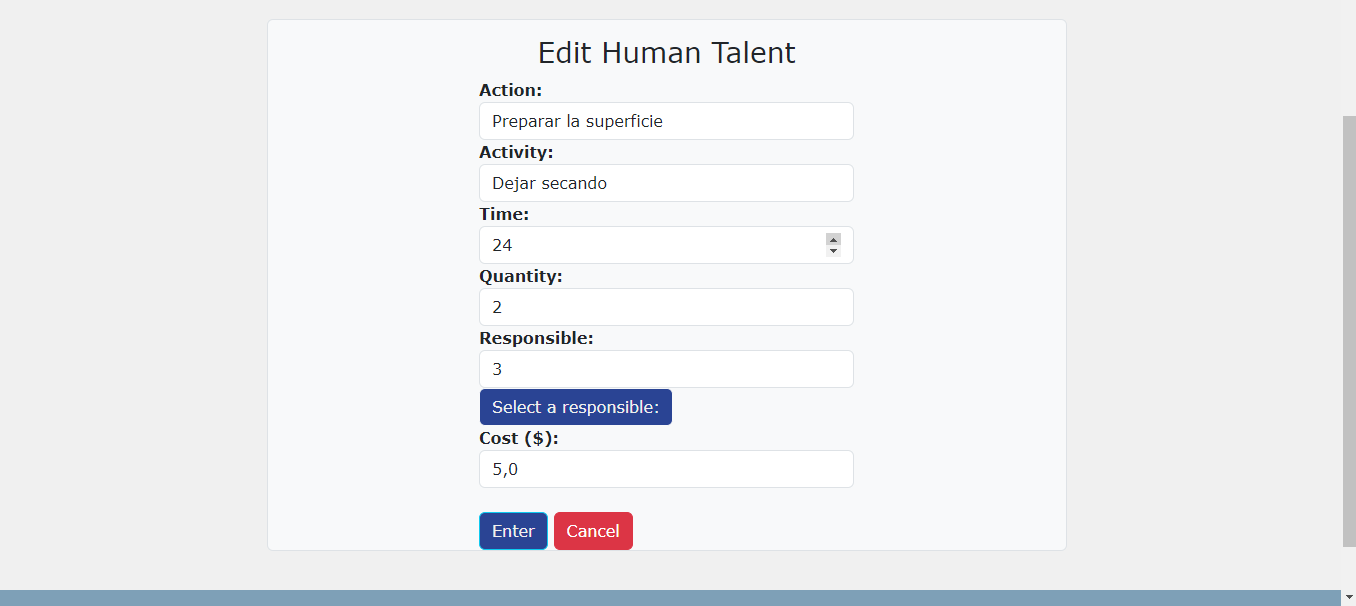 Edit Human Talent
Action:
Preparar la superficie
Activity:
Dejar secando
Time:
24
Quantity:
2
Responsible:
3
Select a responsible:
Cost ($):
5,0
Enter Cancel